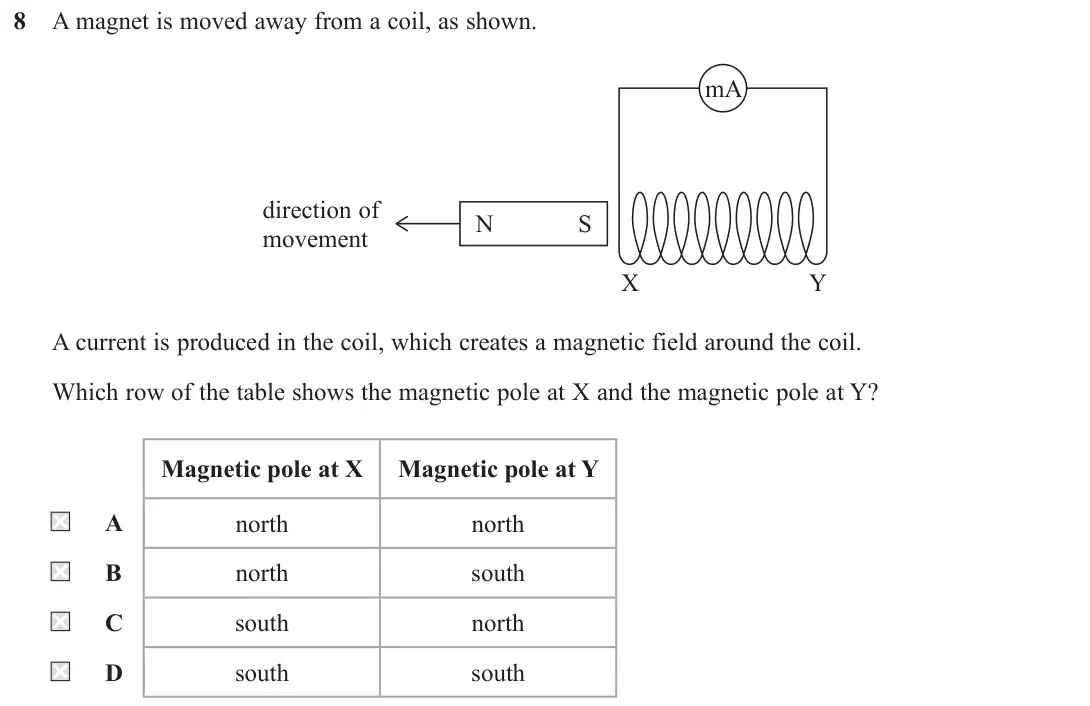 8 A magnet is moved away from a coil, as shown.
mA
direction of
movement
N S
X Y
A current is produced in the coil, which creates a magnetic field around the coil.
Which row of the table shows the magnetic pole at X and the magnetic pole at Y?
Magnetic pole at X Magnetic pole at Y
A north north
B north south
C south north
D south south